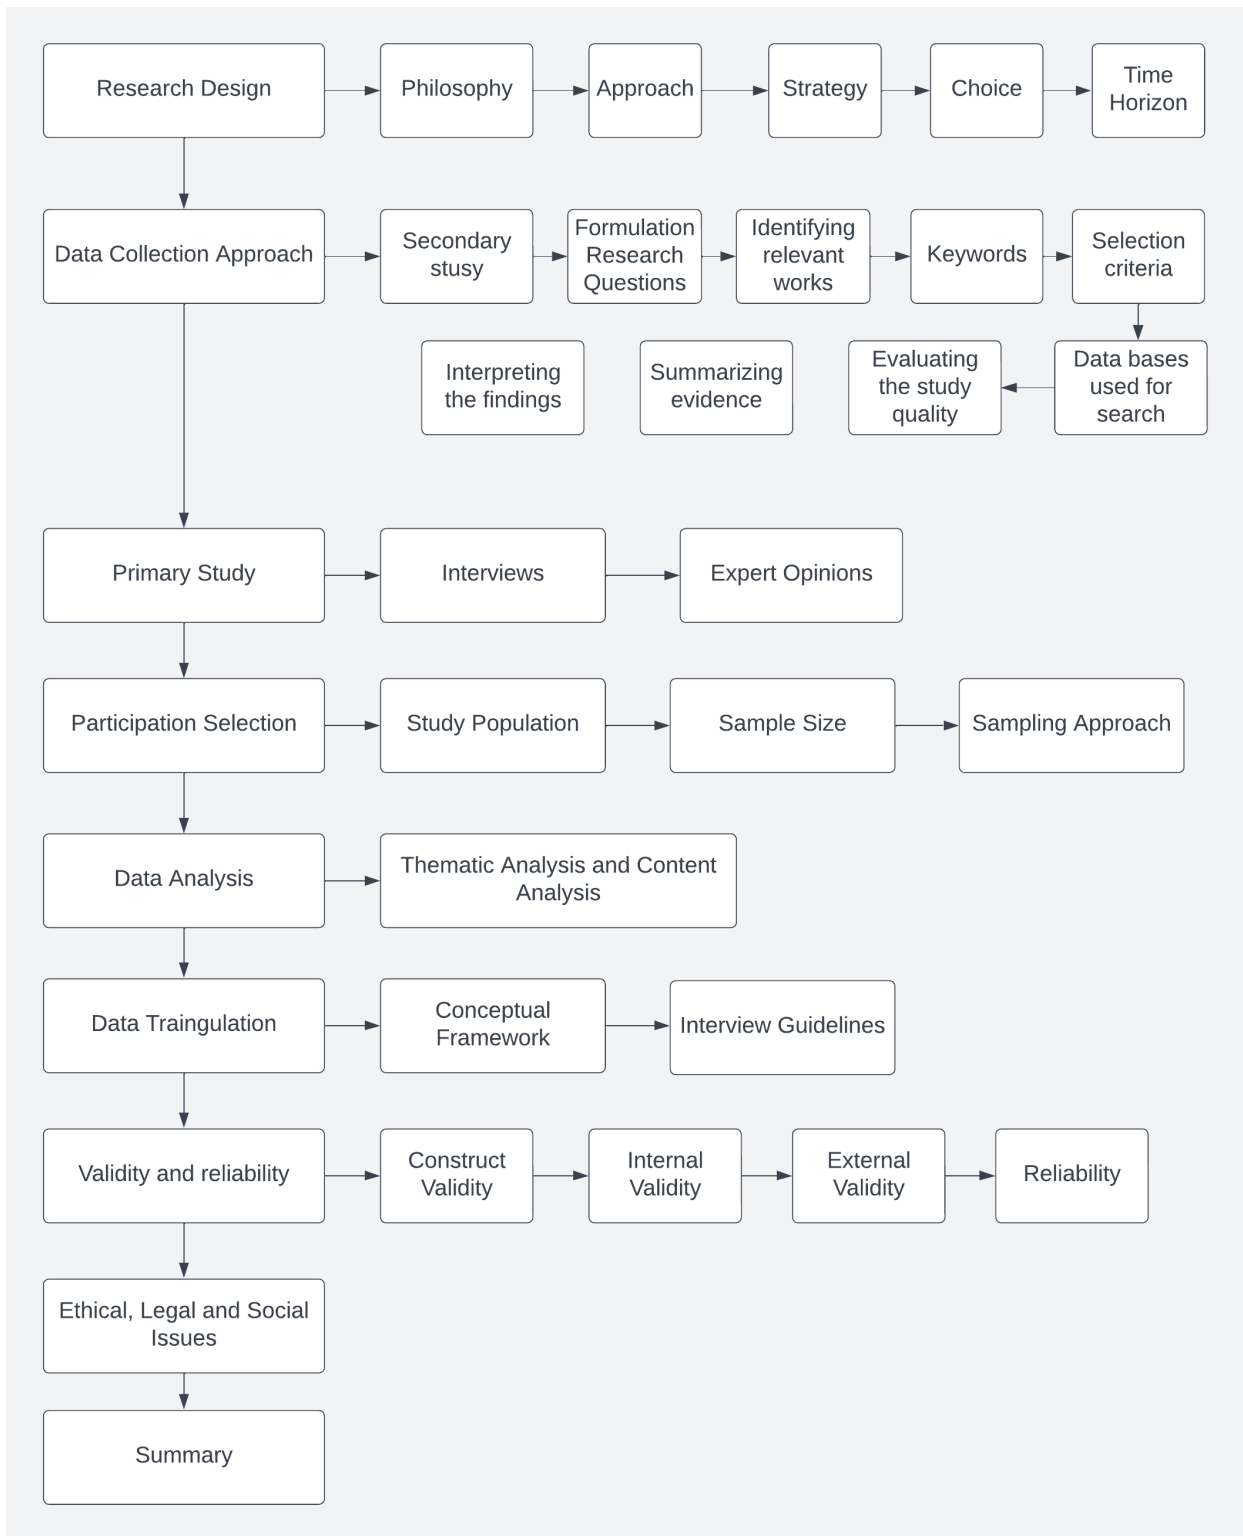 Research Design
Philosophy
Approach
Strategy
Choice
Time
Horizon
Data Collection Approach
Secondary
stusy
Formulation
Research
Questions
Identifying
relevant
works
Keywords
Selection
criteria
Interpreting
the findings
Summarizing
evidence
Evaluating
the study
quality
Data bases
used for
search
Primary Study
Interviews
Expert Opinions
Participation Selection
Study Population
Sample Size
Sampling Approach
Data Analysis
Thematic Analysis and Content
Analysis
Data Traingulation
Conceptual
Framework
Interview Guidelines
Validity and reliability
Construct
Validity
Internal
Validity
External
Validity
Reliability
Ethical, Legal and Social
Issues
Summary